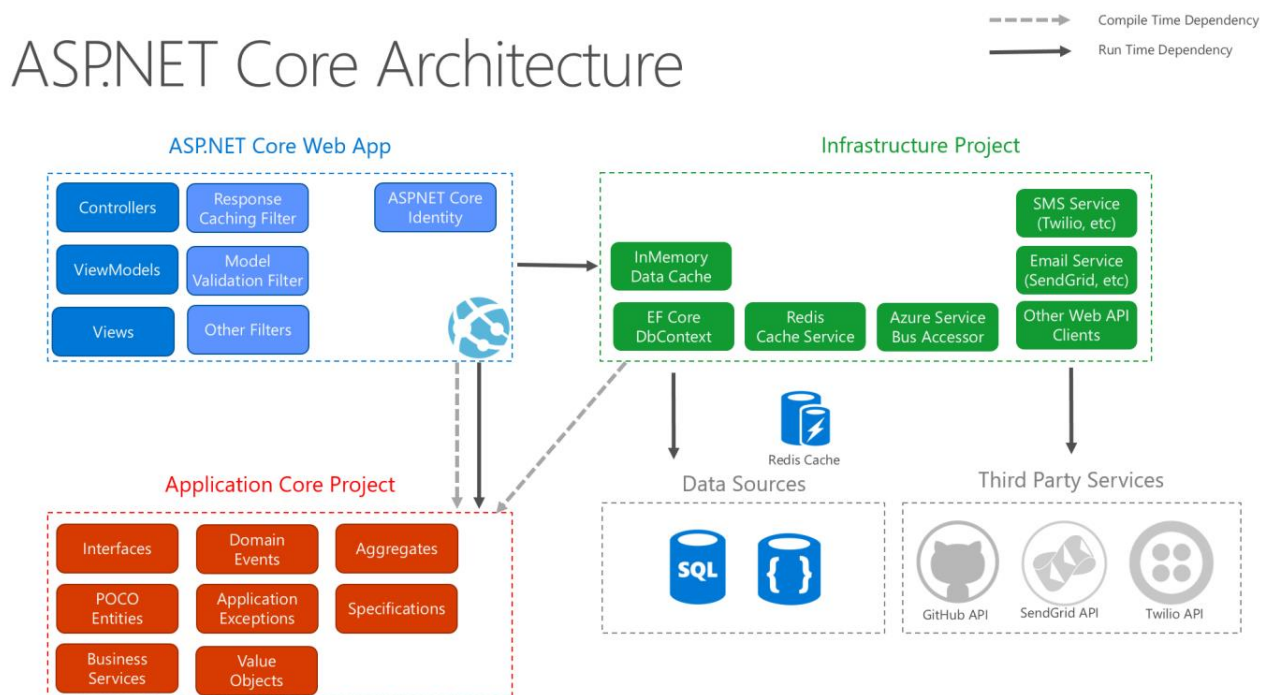 Compile Time Dependency
Run Time Dependency
ASP.NET Core Architecture
ASP.NET Core Web App
Controllers
Response
Caching Filter
ASP.NET Core
Identity
ViewModels
Model
Validation Filter
Views
Other Filters
Infrastructure Project
SMS Service
(Twilio, etc)
InMemory
Data Cache
Email Service
(SendGrid, etc)
EF Core
DbContext
Redis
Cache Service
Azure Service
Bus Accessor
Other Web API
Clients
Redis Cache
Application Core Project
Interfaces
Domain
Events
Aggregates
POCO
Entities
Application
Exceptions
Specifications
Business
Services
Value
Objects
Data Sources
SQL
{ }
Third Party Services
GitHub API
SendGrid API
Twilio API